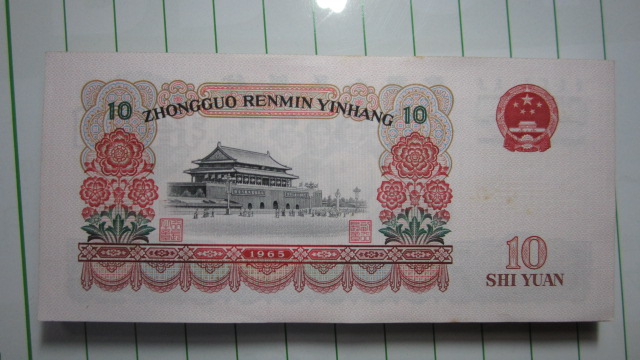 10 ZHONGGUO RENMIN YINHANG 10
1965
10
SHI YUAN